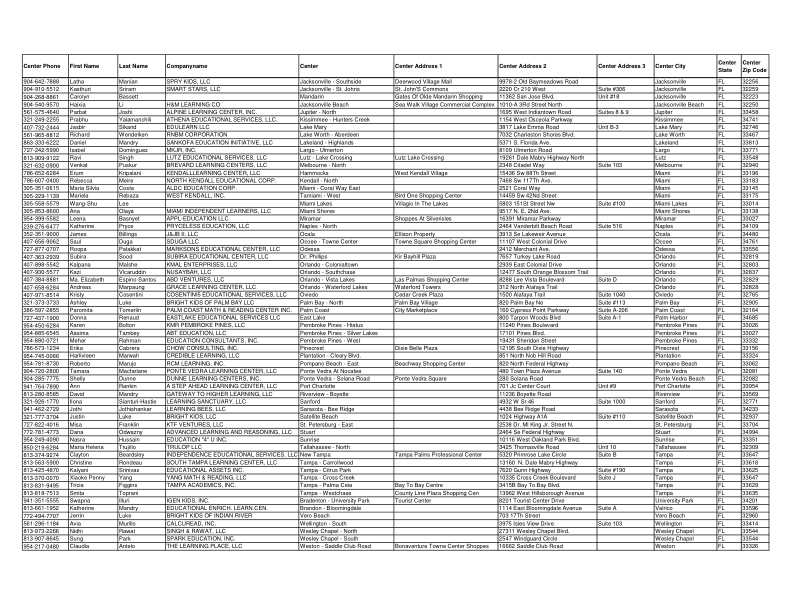 Center Phone First Name Last Name Companyname Center Center Address 1 Center Address 2 Center Address 3 Center City Center State Center Zip Code
904-642-7888 Latha Manian SPRY KIDS, LLC Jacksonville - Southside Deerwood Village Mall 9978-2 Old Baymeadows Road Jacksonville FL 32256
904-910-5512 Kasthuri Sriram SMART STARS, LLC Jacksonville - St. Johns St. John'S Commons 2220 Cr 210 West Suite #306 Jacksonville FL 32259
904-268-8861 Carolyn Bassett Mandarin Gates Of Olde Mandarin Shopping 11362 San Jose Blvd. Unit #18 Jacksonville FL 32223
904-540-9570 Haixia Li H&M LEARNING CO Jacksonville Beach Sea Walk Village Commercial Complex 1010-A 3Rd Street North Jacksonville Beach FL 32250
561-575-4640 Parbat Joshi ALPINE LEARNING CENTER, INC. Jupiter - North 1695 West Indiantown Road Suites 8 & 9 Jupiter FL 33458
321-249-2255 Prabhu Yalamanchili ATHENA EDUCATIONAL SERVICES, LLC. Kissimmee - Hunters Creek 1154 West Osceola Parkway Kissimmee FL 34741
407-732-2444 Jasbir Sikand EDULEARN LLC Lake Mary 3817 Lake Emma Road Unit B-3 Lake Mary FL 32746
561-965-8812 Richard Wendelken RNBM CORPORATION Lake Worth - Aberdeen 7032 Charleston Shores Blvd. Lake Worth FL 33467
863-333-6222 Daniel Mandry SANKOFA EDUCATION INITIATIVE, LLC Lakeland - Highlands 5371 S. Florida Ave. Lakeland FL 33813
727-242-5990 Isabel Dominguez MKJR, INC. Largo - Ulmerton 8109 Ulmerton Road Largo FL 33771
813-909-9122 Ravi Singh LUTZ EDUCATIONAL SERVICES, LLC Lutz - Lake Crossing Lutz Lake Crossing 19261 Dale Mabry Highway North Lutz FL 33548
321-632-0900 Venkat Puskur BREVARD LEARNING CENTERS, LLC Melbourne - North 2348 Citadel Way Suite 103 Melbourne FL 32940
786-652-6284 Erum Kripalani KENDALLLEARNING CENTER, LLC Hammocks West Kendall Village 15436 Sw 88Th Street Miami FL 33196
786-607-0400 Rebecca Meire NORTH KENDALL EDUCATIONAL CORP. Kendall - North 7468 Sw 117Th Ave. Miami FL 33183
305-351-0615 Maria Silvia Costa ALDC EDUCATION CORP. Miami - Coral Way East 2521 Coral Way Miami FL 33145
305-229-1139 Mariela Rebaza WEST KENDALL, INC. Tamiami - West Bird One Shopping Center 14459 Sw 42Nd Street Miami FL 33175
305-558-5579 Wang-Shu Lee Miami Lakes Village In The Lakes 5803 151St Street Nw Suite #100 Miami Lakes FL 33014
305-853-8600 Ana Olaya MIAMI INDEPENDENT LEARNERS, LLC Miami Shores 9517 N. E. 2Nd Ave. Miami Shores FL 33138
954-399-5582 Leena Basnyet APPL-EDUCATION LLC Miramar Shoppes At Silverisles 16391 Miramar Parkway Miramar FL 33027
239-276-6477 Katherine Pryce PRYCELESS EDUCATION, LLC Naples - North 2464 Vanderbilt Beach Road Suite 516 Naples FL 34109
352-351-9000 James Billings J&JB II, LLC Ocala Ellison Property 3913 Se Lakeweir Avenue Ocala FL 34480
407-656-9062 Saul Duga SDUGA LLC Ocoee - Towne Center Towne Square Shopping Center 11107 West Colonial Drive Ocoee FL 34761
727-877-0707 Roopa Palakkat MARKSONS EDUCATIONAL CENTER, LLC Odessa 2412 Merchant Ave. Odessa FL 33556
407-363-2939 Subira Sood SUBIRA EDUCATIONAL CENTER, LLC Dr. Phillips Kir Bayhill Plaza 7657 Turkey Lake Road Orlando FL 32819
407-898-5542 Kalpana Malshe KMAL ENTERPRISES, LLC Orlando - Colonialtown 2939 East Colonial Drive Orlando FL 32803
407-930-5577 Kazi Vicaruddin NUSAYBAH, LLC Orlando - Southchase 12477 South Orange Blossom Trail Orlando FL 32837
407-384-8880 Ma. Elizabeth Espino-Santos ABD VENTURES, LLC Orlando - Vista Lakes Las Palmas Shopping Center 8288 Lee Vista Boulevard Suite D Orlando FL 32829
407-658-6284 Andreas Marpaung GRACE LEARNING CENTER, LLC Orlando - Waterford Lakes Waterford Towers 312 North Alafaya Trail Orlando FL 32828
407-971-8514 Kristy Cosentini COSENTINIS EDUCATIONAL SERVICES, LLC Oviedo Cedar Creek Plaza 1500 Alafaya Trail Suite 1040 Oviedo FL 32765
321-373-3733 Ashley Luke BRIGHT KIDS OF PALM BAY LLC Palm Bay - North Palm Bay Village 820 Palm Bay Ne Suite #113 Palm Bay FL 32905
386-597-2855 Paromita Tomerlin PALM COAST MATH & READING CENTER INC. Palm Coast City Marketplace 160 Cypress Point Parkway Suite A-206 Palm Coast FL 32164
727-437-5900 Donna Renaud EASTLAKE EDUCATIONAL VENTURES LLC East Lake 800 Tarpon Woods Blvd. Suite A-1 Palm Harbor FL 34685
954-450-6284 Karen Bolton KMR PEMBROKE PINES, LLC Pembroke Pines - Hiatus 11240 Pines Boulevard Pembroke Pines FL 33026
954-885-6545 Assiima Tambey ABT EDUCATION, LLC Pembroke Pines - Silver Lakes 17101 Pines Blvd. Pembroke Pines FL 33027
954-880-0721 Meher Rahman EDUCATION CONSULTANTS, INC. Pembroke Pines - West 19431 Sheridan Street Pembroke Pines FL 33332
786-573-1234 Erika Cabrera CHOW CONSULTING, INC. Pinecrest Dixie Belle Plaza 12195 South Dixie Highway Pinecrest FL 33156
954-745-0066 Harlivleen Marwah CREDIBLE LEARNING, LLC Plantation - Cleary Blvd. 851 North Nob Hill Road Plantation FL 33324
954-781-8730 Roberto Marujo RCM LEARNING INC. Pompano Beach - East Beachway Shopping Center 820 North Federal Highway Pompano Beach FL 33062
904-720-2800 Tamara Macfarlane PONTE VEDRA LEARNING CENTER, LLC Ponte Vedra At Nocatee 480 Town Plaza Avenue Suite 140 Ponte Vedra FL 32081
904-285-7775 Shelly Dunne DUNNE LEARNING CENTERS, INC. Ponte Vedra - Solana Road Ponte Vedra Square 280 Solana Road Ponte Vedra Beach FL 32082
941-764-7690 Ann Rankin A STEP AHEAD LEARNING CENTER, LLC Port Charlotte 701 Jc Center Court Unit #9 Port Charlotte FL 33954
813-280-8585 David Mandry GATEWAY TO HIGHER LEARNING, LLC Riverview - Boyette 11236 Boyette Road Riverview FL 33569
321-926-7770 Ilona Sianturi-Hastie LEARNING SANCTUARY, LLC Sanford 4932 W Sr 46 Suite 1000 Sanford FL 32771
941-462-2729 Jothi Jothishankar LEARNING BEES, LLC Sarasota - Bee Ridge 4438 Bee Ridge Road Sarasota FL 34233
321-777-3704 Justin Luke BRIGHT KIDS, LLC Satellite Beach 1024 Highway A1A Suite #110 Satellite Beach FL 32937
727-822-4016 Misa Franklin KTF VENTURES, LLC St. Petersburg - East 2538 Dr. Ml King Jr. Street N. St. Petersburg FL 33704
772-781-4773 Dana Ozwalou ADVANCED LEARNING AND REASONING, LLC Stuart 2464 Se Federal Highway Stuart FL 34994
954-249-4090 Nasra Hussain EDUCATION "4" U INC. Sunrise 10116 West Oakland Park Blvd. Sunrise FL 33351
850-219-6284 Maria Helena Trujillo TRULOP LLC Tallahassee - North 3425 Thomasville Road Unit 10 Tallahassee FL 32309
813-374-9274 Clayton Beardsley INDEPENDENCE EDUCATIONAL SERVICES, LLC New Tampa Tampa Palms Professional Center 5320 Primrose Lake Circle Suite B Tampa FL 33647
813-563-5900 Christine Rondeau SOUTH TAMPA LEARNING CENTER, LLC Tampa - Carrollwood 13160 N. Dale Mabry Highway Tampa FL 33618
813-425-4870 Kalyani Srinivas EDUCATIONAL ASSETS INC. Tampa - Citrus Park 7620 Gunn Highway Suite #190 Tampa FL 33625
813-370-0070 Xiaoke Penny Yang YANG MATH & READING, LLC Tampa - Cross Creek 10335 Cross Creek Boulevard Suite J Tampa FL 33647
813-831-9495 Tricia Figgins TAMPA ACADEMICS, INC. Tampa - Palma Ceia Bay To Bay Centre 3415B Bay To Bay Blvd. Tampa FL 33629
813-818-7513 Smita Toprani Tampa - Westchase County Line Plaza Shopping Cen 13962 West Hillsborough Avenue Tampa FL 33635
941-351-5555 Swapna Illuri IGEN KIDS, INC. Bradenton - University Park Tourist Center 8201 Tourist Center Drive University Park FL 34201
813-661-1952 Katherine Mandry EDUCATIONAL ENRICH. LEARN.CEN. Brandon - Bloomingdale 1114 East Bloomingdale Avenue Suite A Valrico FL 33596
772-494-7707 Jerrin Luke BRIGHT KIDS OF INDIAN RIVER Vero Beach 703 17Th Street Vero Beach FL 32960
561-296-1184 Avia Murillo CALCUREAD, INC. Wellington - South 3975 Isles View Drive Suite 103 Wellington FL 33414
813-973-2266 Nidhi Rawat SINGH & RAWAT, LLC Wesley Chapel - North 27311 Wesley Chapel Blvd. Wesley Chapel FL 33544
813-907-8645 Sung Park SPARK EDUCATION, INC. Wesley Chapel - South 2547 Windguard Circle Wesley Chapel FL 33544
954-217-0480 Claudia Antelo THE LEARNING PLACE, LLC Weston - Saddle Club Road Bonaventure Towne Center Shoppes 16662 Saddle Club Road Weston FL 33326